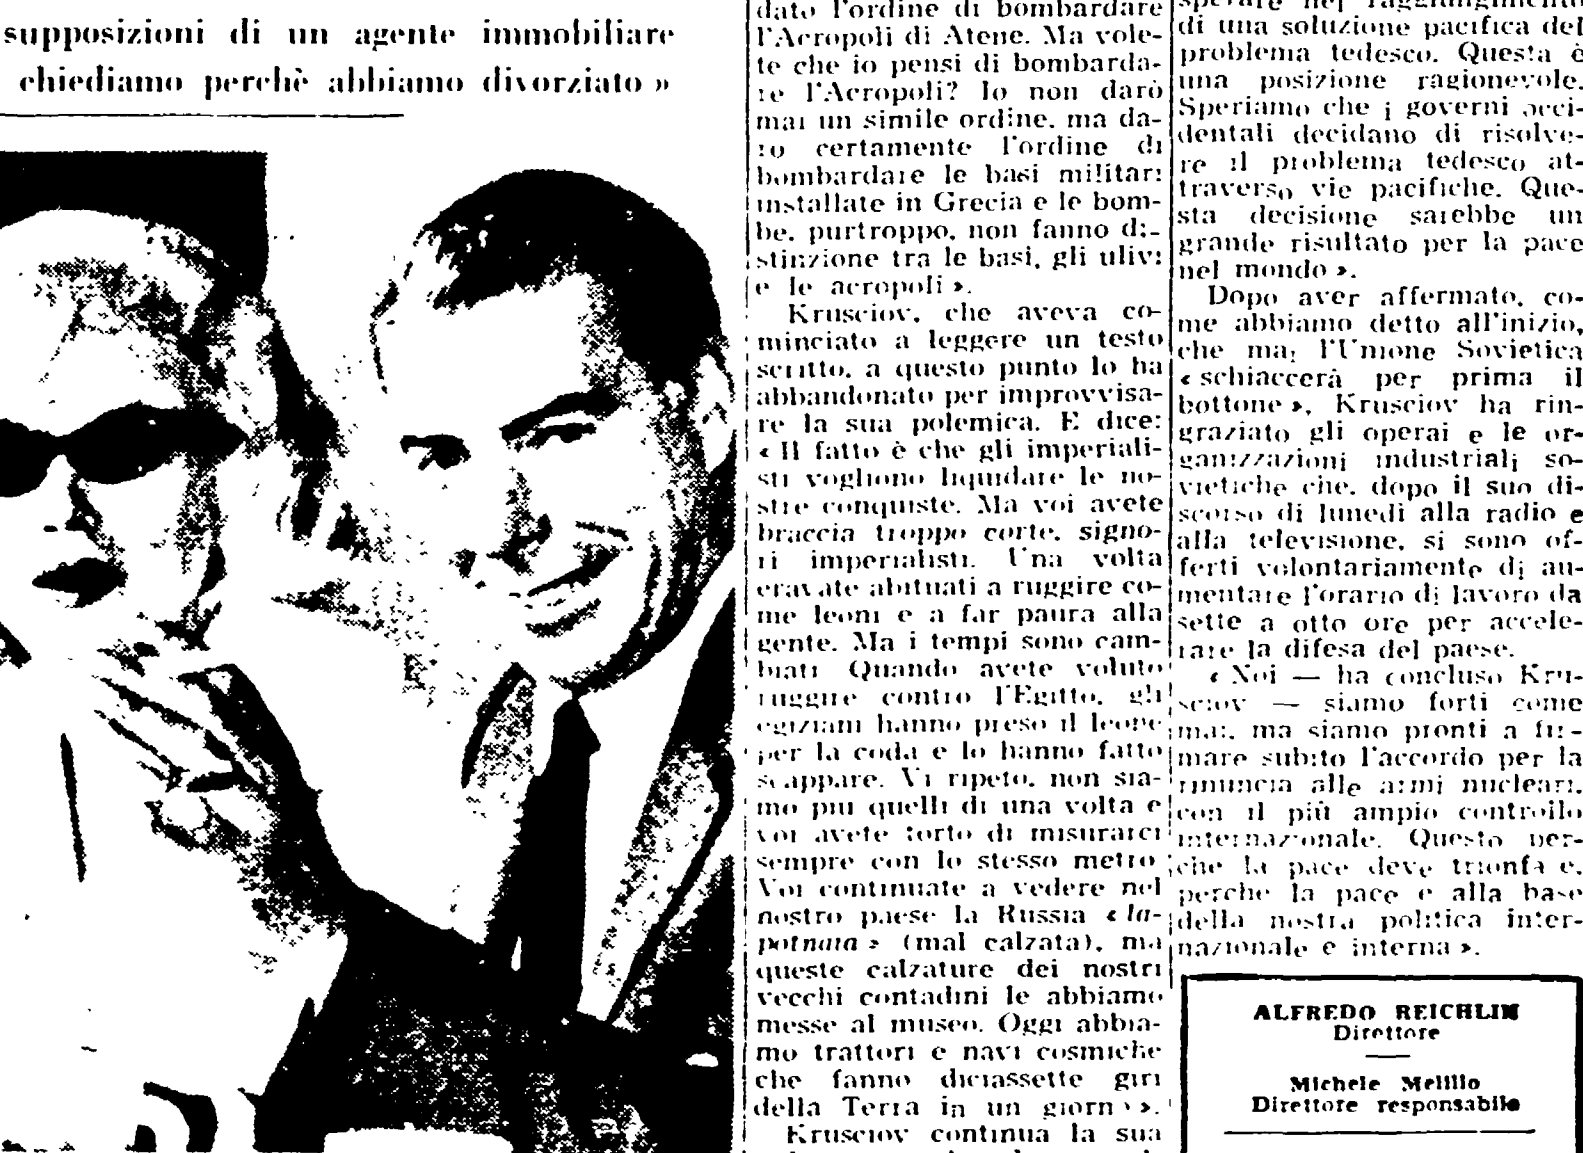 supposizioni di un agente immobiliare
chiediamo perchè abbiamo divorziato »
dato l'ordine di bombardare
l'Acropoli di Atene. Ma vole-
te che io pensi di bombarda-
re l'Acropoli? Io non darò
mai un simile ordine, ma da-
rò certamente l'ordine di
bombardare le basi militari
installate in Grecia e le bom-
be, purtroppo, non fanno di-
stinzione tra le basi, gli ulivi
e le acropoli ».
Krusciov, che aveva co-
minciato a leggere un testo
scritto, a questo punto lo ha
abbandonato per improvvisa-
re la sua polemica. E dice:
« Il fatto è che gli imperiali-
sti vogliono liquidare le no-
stre conquiste. Ma voi avete
braccia troppo corte, signo-
ri imperialisti. Una volta
eravate abituati a ruggire co-
me leoni e a far paura alla
gente. Ma i tempi sono cam-
biati Quando avete voluto
ruggire contro l'Egitto, gli
egiziani hanno preso il leone
per la coda e lo hanno fatto
scappare. Vi ripeto, non sia-
mo più quelli di una volta e
voi avete torto di misurarci
sempre con lo stesso metro
Voi continuate a vedere nel
nostro paese la Russia « la-
potnaia » (mal calzata), ma
queste calzature dei nostri
vecchi contadini le abbiamo
messe al museo. Oggi abbia-
mo trattori e navi cosmiche
che fanno diciassette giri
della Terra in un giorno ».
Krusciov continua la sua
sperare nel raggiungimento
di una soluzione pacifica del
problema tedesco. Questa è
una posizione ragionevole.
Speriamo che i governi occi-
dentali decidano di risolve-
re il problema tedesco at-
traverso vie pacifiche. Que-
sta decisione sarebbe un
grande risultato per la pace
nel mondo ».
Dopo aver affermato, co-
me abbiamo detto all'inizio,
che mai l'Unione Sovietica
« schiaccerà per prima il
bottone », Krusciov ha rin-
graziato gli operai e le or-
ganizzazioni industriali so-
vietiche che, dopo il suo di-
scorso di lunedì alla radio e
alla televisione, si sono of-
ferti volontariamente di au-
mentare l'orario di lavoro da
sette a otto ore per accele-
rare la difesa del paese.
« Noi — ha concluso Kru-
sciov — siamo forti come
mai, ma siamo pronti a fir-
mare subito l'accordo per la
rinuncia alle armi nucleari,
con il più ampio controllo
internazionale. Questo per-
chè la pace deve trionfare,
perchè la pace è alla base
della nostra politica inter-
nazionale e interna ».
ALFREDO REICHLIN
Direttore
Michele Melillo
Direttore responsabile